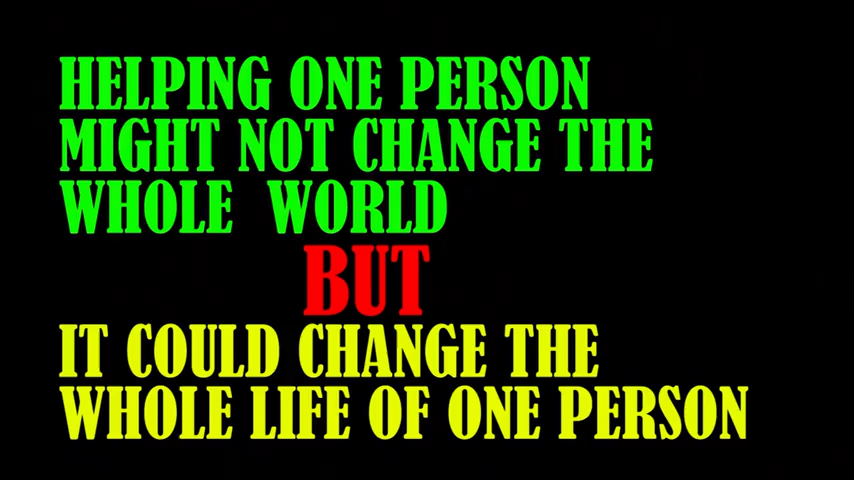 HELPING ONE PERSON
MIGHT NOT CHANGE THE
WHOLE WORLD
BUT
IT COULD CHANGE THE
WHOLE LIFE OF ONE PERSON